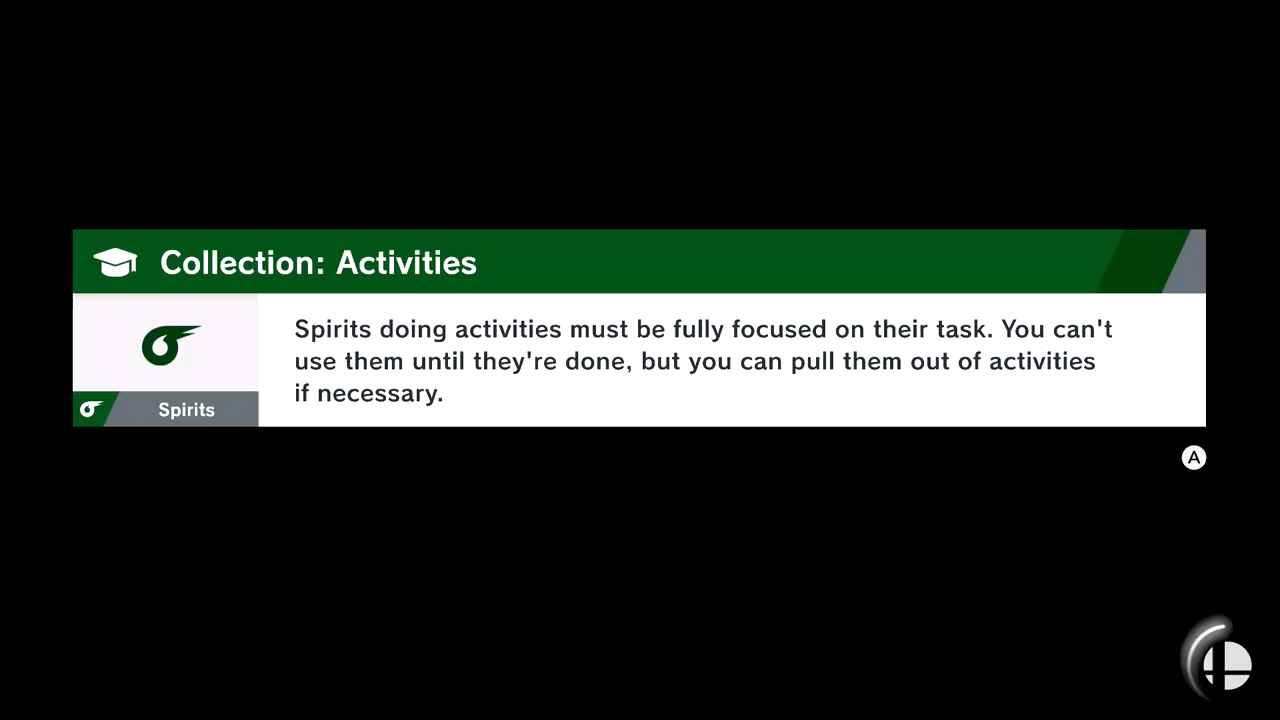 Collection: Activities
Spirits doing activities must be fully focused on their task. You can't
use them until they're done, but you can pull them out of activities
if necessary.
Spirits
A